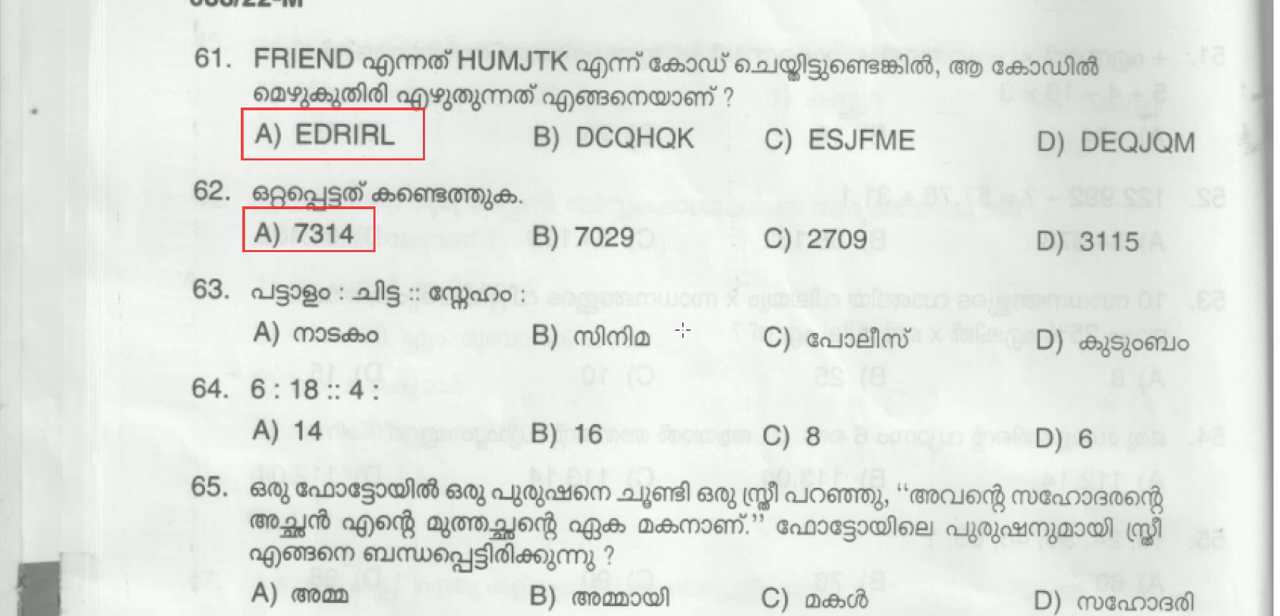 61. FRIEND എന്നത് HUMJTK എന്ന് കോഡ് ചെയ്തിട്ടുണ്ടെങ്കിൽ, ആ കോഡിൽ
മെഴുകുതിരി എഴുതുന്നത് എങ്ങനെയാണ് ?
A) EDRIRL B) DCQHQK C) ESJFME D) DEQJQM
62. ഒറ്റപ്പെട്ടത് കണ്ടെത്തുക.
A) 7314 B) 7029 C) 2709 D) 3115
63. പട്ടാളം : ചിട്ട :: സ്നേഹം :
A) നാടകം B) സിനിമ C) പോലീസ് D) കുടുംബം
64. 6 : 18 :: 4 :
A) 14 B) 16 C) 8 D) 6
65. ഒരു ഫോട്ടോയിൽ ഒരു പുരുഷനെ ചൂണ്ടി ഒരു സ്ത്രീ പറഞ്ഞു, “അവന്റെ സഹോദരന്റെ
അച്ഛൻ എന്റെ മുത്തച്ഛന്റെ ഏക മകനാണ്.” ഫോട്ടോയിലെ പുരുഷനുമായി സ്ത്രീ
എങ്ങനെ ബന്ധപ്പെട്ടിരിക്കുന്നു ?
A) അമ്മ B) അമ്മായി C) മകൾ D) സഹോദരി